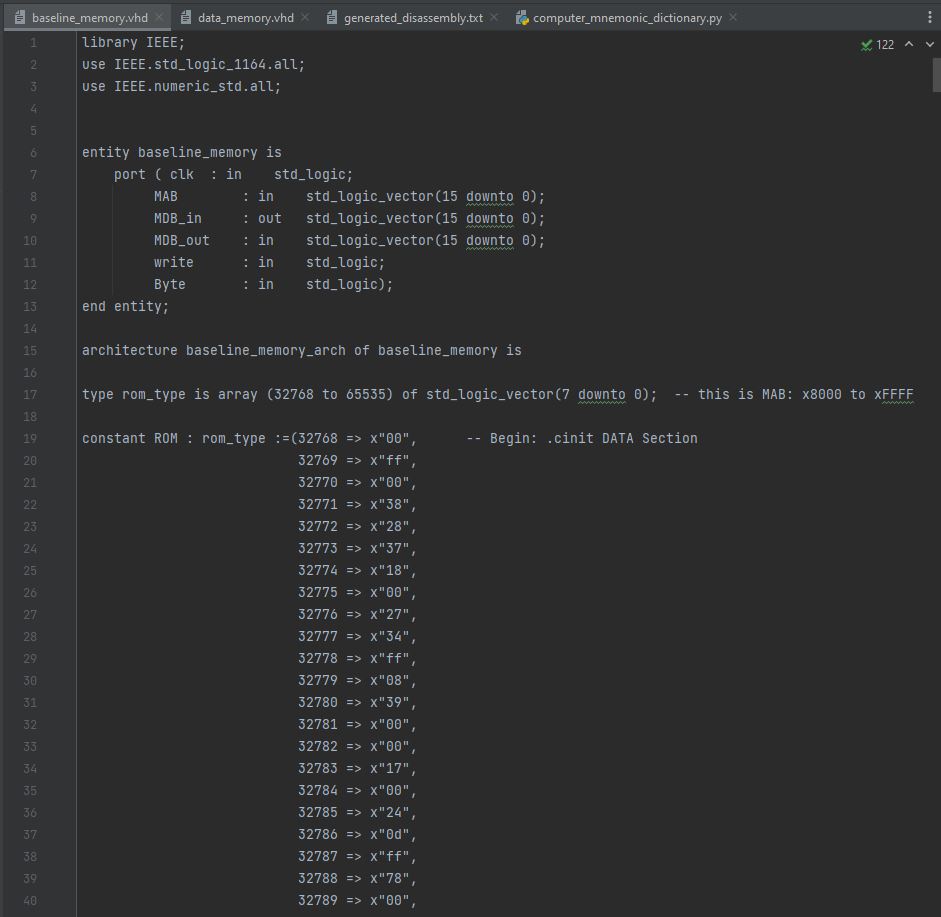 baseline_memory.vhd data_memory.vhd generated_disassembly.txt computer_mnemonic_dictionary.py
122
1 library IEEE;
2 use IEEE.std_logic_1164.all;
3 use IEEE.numeric_std.all;
4
5
6 entity baseline_memory is
7 port ( clk : in std_logic;
8 MAB : in std_logic_vector(15 downto 0);
9 MDB_in : out std_logic_vector(15 downto 0);
10 MDB_out : in std_logic_vector(15 downto 0);
11 write : in std_logic;
12 Byte : in std_logic);
13 end entity;
14
15 architecture baseline_memory_arch of baseline_memory is
16
17 type rom_type is array (32768 to 65535) of std_logic_vector(7 downto 0); -- this is MAB: x8000 to xFFFF
18
19 constant ROM : rom_type :=(32768 => x"00", -- Begin: .cinit DATA Section
20 32769 => x"ff",
21 32770 => x"00",
22 32771 => x"38",
23 32772 => x"28",
24 32773 => x"37",
25 32774 => x"18",
26 32775 => x"00",
27 32776 => x"27",
28 32777 => x"34",
29 32778 => x"ff",
30 32779 => x"08",
31 32780 => x"39",
32 32781 => x"00",
33 32782 => x"00",
34 32783 => x"17",
35 32784 => x"00",
36 32785 => x"24",
37 32786 => x"0d",
38 32787 => x"ff",
39 32788 => x"78",
40 32789 => x"00",